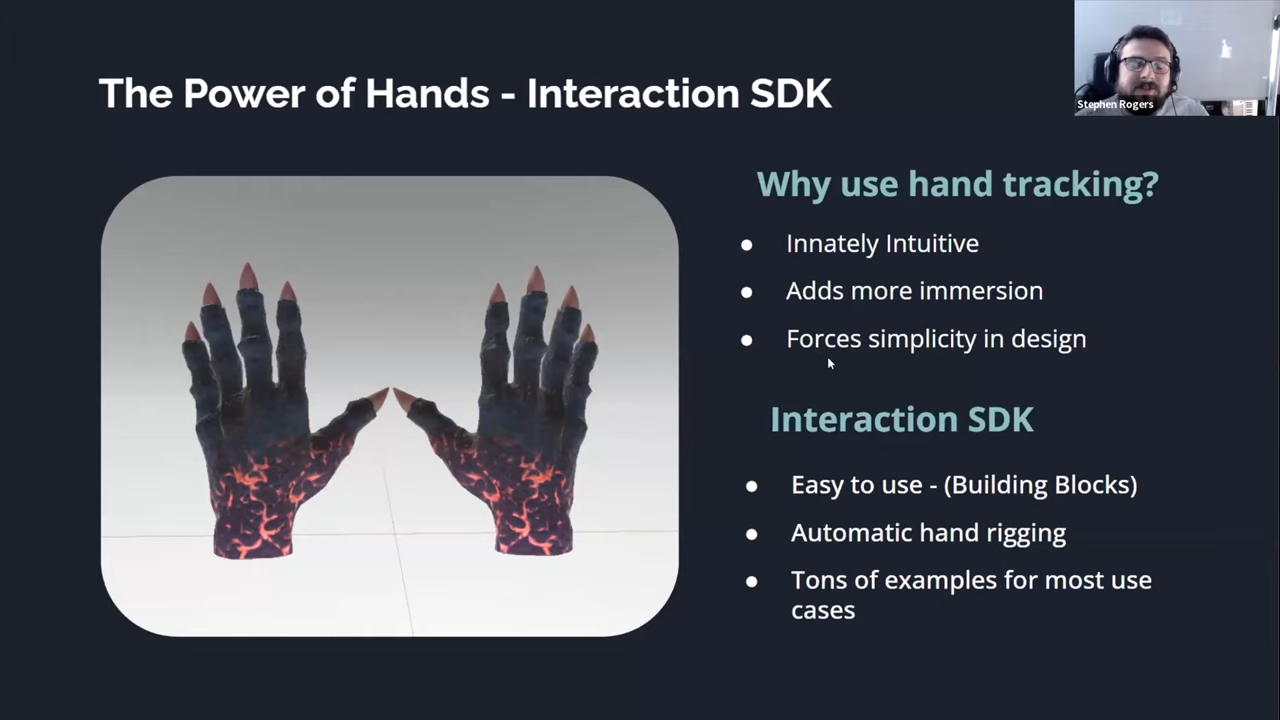 The Power of Hands - Interaction SDK
Stephen Rogers
Why use hand tracking?
● Innately Intuitive
● Adds more immersion
● Forces simplicity in design
Interaction SDK
● Easy to use - (Building Blocks)
● Automatic hand rigging
● Tons of examples for most use
cases